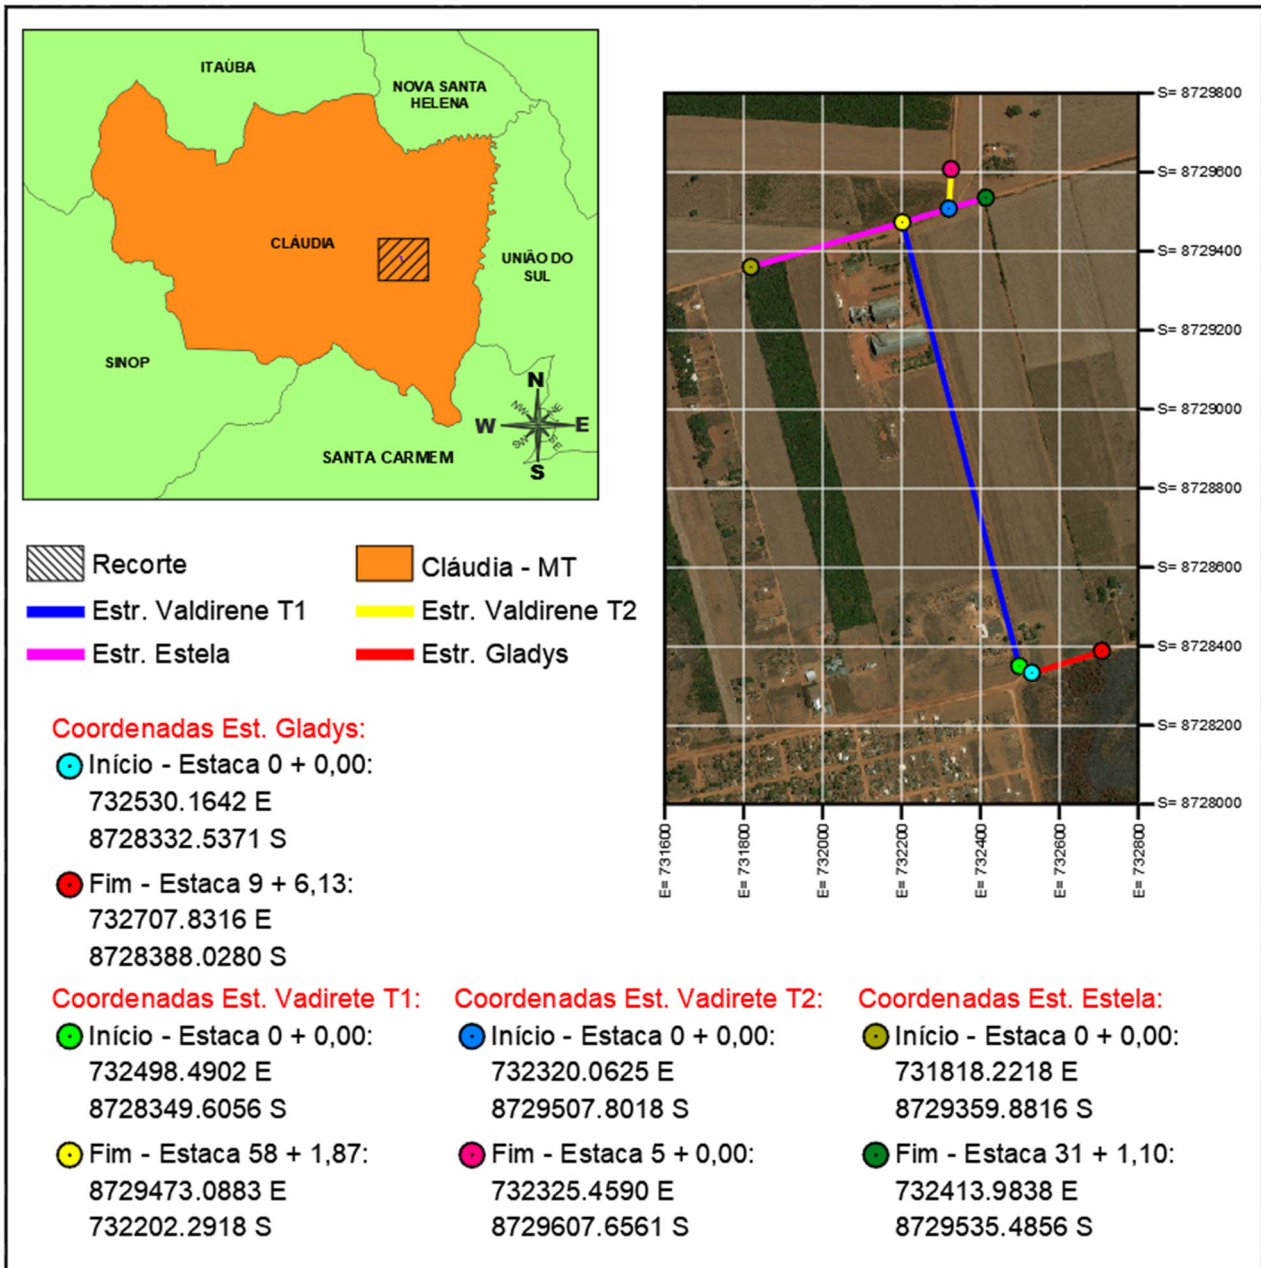 ITAÚBA
NOVA SANTA
HELENA
CLÁUDIA
UNIÃO DO
SUL
SINOP
SANTA CARMEM
N
NW
NE
W
E
SW
SE
S
Recorte
Cláudia - MT
Estr. Valdirene T1
Estr. Valdirene T2
Estr. Estela
Estr. Gladys
S= 8729800
S= 8729600
S= 8729400
S= 8729200
S= 8729000
S= 8728800
S= 8728600
S= 8728400
S= 8728200
S= 8728000
E= 731600
E= 731800
E= 732000
E= 732200
E= 732400
E= 732600
E= 732800
Coordenadas Est. Gladys:
Início - Estaca 0 + 0,00:
732530.1642 E
8728332.5371 S
Fim - Estaca 9 + 6,13:
732707.8316 E
8728388.0280 S
Coordenadas Est. Vadirete T1:
Início - Estaca 0 + 0,00:
732498.4902 E
8728349.6056 S
Fim - Estaca 58 + 1,87:
8729473.0883 E
732202.2918 S
Coordenadas Est. Vadirete T2:
Início - Estaca 0 + 0,00:
732320.0625 E
8729507.8018 S
Fim - Estaca 5 + 0,00:
732325.4590 E
8729607.6561 S
Coordenadas Est. Estela:
Início - Estaca 0 + 0,00:
731818.2218 E
8729359.8816 S
Fim - Estaca 31 + 1,10:
732413.9838 E
8729535.4856 S